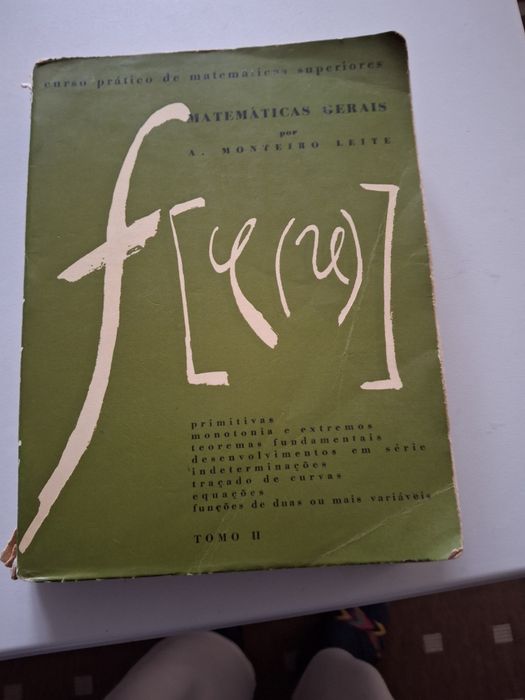 curso prático de matemáticas superiores
MATEMÁTICAS GERAIS
por
A. MONTEIRO LEITE
f[φ(x)]
primitivas
monotonia e extremos
teoremas fundamentais
desenvolvimentos em série
indeterminações
traçado de curvas
equações
funções de duas ou mais variáveis
TOMO II